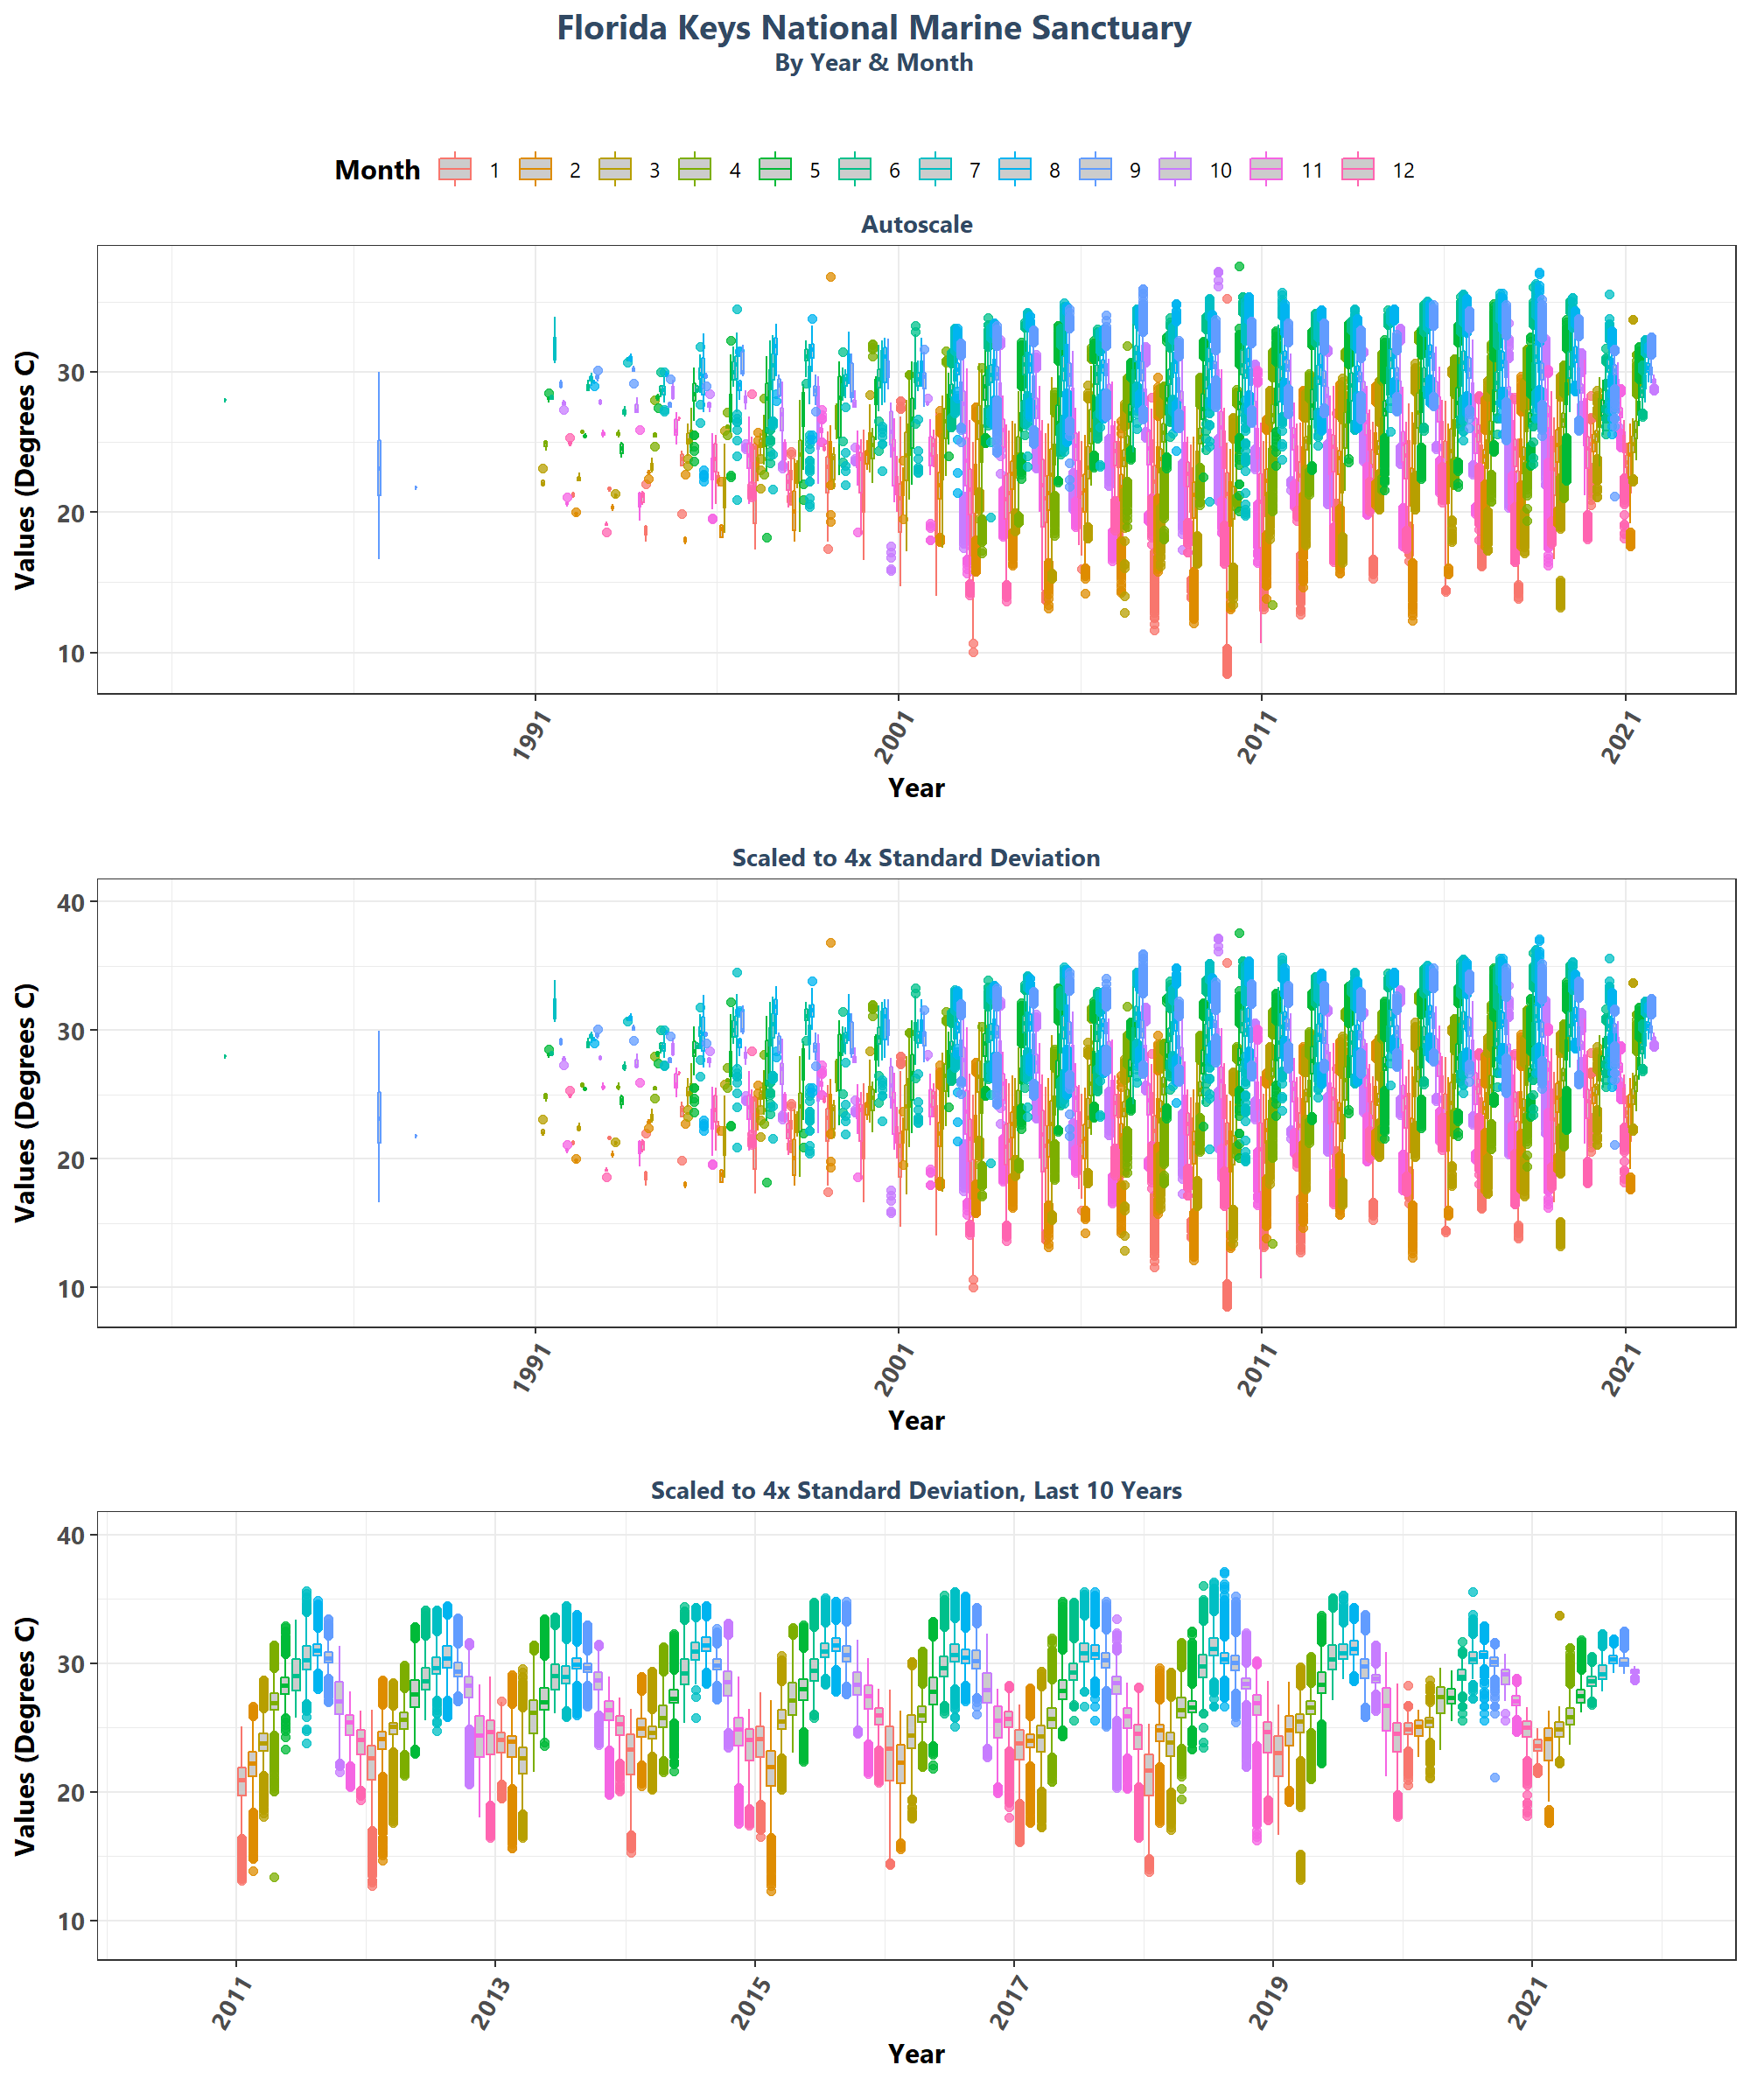 Florida Keys National Marine Sanctuary
By Year & Month
Month 1 2 3 4 5 6 7 8 9 10 11 12
Autoscale
Values (Degrees C)
30
20
10
1991 2001 2011 2021
Year
Scaled to 4x Standard Deviation
Values (Degrees C)
40
30
20
10
1991 2001 2011 2021
Year
Scaled to 4x Standard Deviation, Last 10 Years
Values (Degrees C)
40
30
20
10
2011 2013 2015 2017 2019 2021
Year